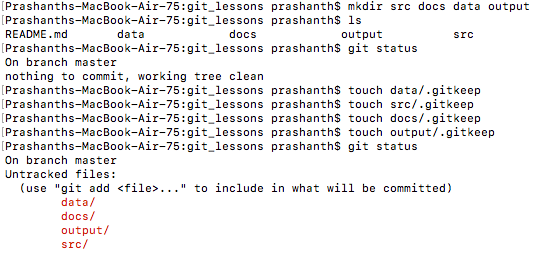 [Prashanths-MacBook-Air-75:git_lessons prashanth$ mkdir src docs data output
[Prashanths-MacBook-Air-75:git_lessons prashanth$ ls
README.md data docs output src
[Prashanths-MacBook-Air-75:git_lessons prashanth$ git status
On branch master
nothing to commit, working tree clean
[Prashanths-MacBook-Air-75:git_lessons prashanth$ touch data/.gitkeep
[Prashanths-MacBook-Air-75:git_lessons prashanth$ touch src/.gitkeep
[Prashanths-MacBook-Air-75:git_lessons prashanth$ touch docs/.gitkeep
[Prashanths-MacBook-Air-75:git_lessons prashanth$ touch output/.gitkeep
[Prashanths-MacBook-Air-75:git_lessons prashanth$ git status
On branch master
Untracked files:
(use "git add <file>..." to include in what will be committed)
data/
docs/
output/
src/